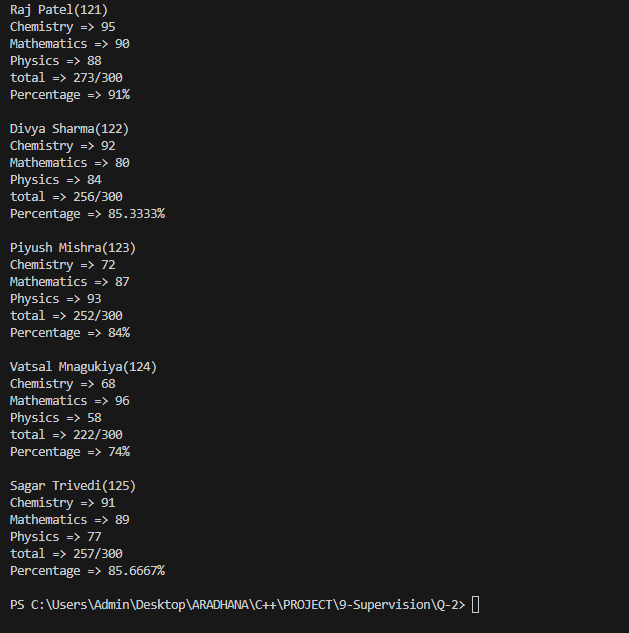 Raj Patel(121)
Chemistry => 95
Mathematics => 90
Physics => 88
total => 273/300
Percentage => 91%
Divya Sharma(122)
Chemistry => 92
Mathematics => 80
Physics => 84
total => 256/300
Percentage => 85.3333%
Piyush Mishra(123)
Chemistry => 72
Mathematics => 87
Physics => 93
total => 252/300
Percentage => 84%
Vatsal Mnagukiya(124)
Chemistry => 68
Mathematics => 96
Physics => 58
total => 222/300
Percentage => 74%
Sagar Trivedi(125)
Chemistry => 91
Mathematics => 89
Physics => 77
total => 257/300
Percentage => 85.6667%
PS C:\Users\Admin\Desktop\ARADHANA\C++\PROJECT\9-Supervision\Q-2>